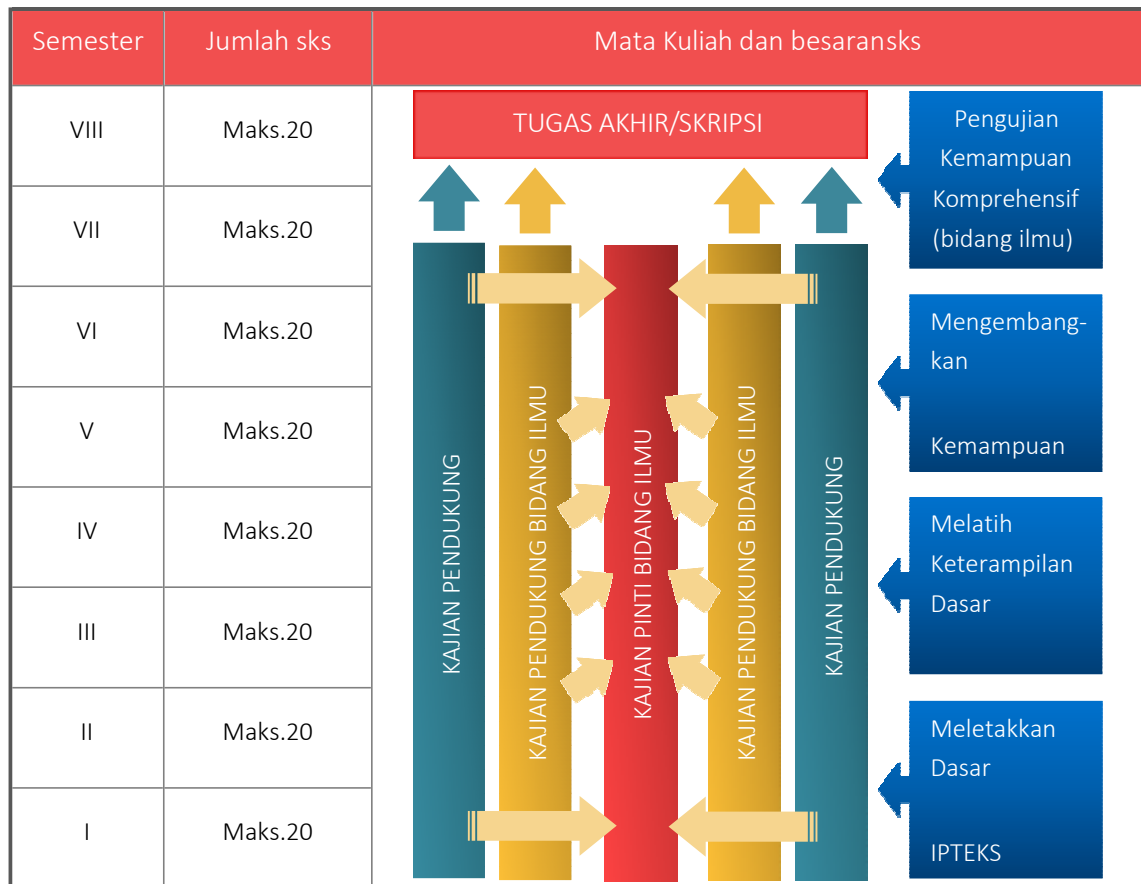 Semester
Jumlah sks
Mata Kuliah dan besaransks
VIII
Maks.20
VII
Maks.20
VI
Maks.20
V
Maks.20
IV
Maks.20
III
Maks.20
II
Maks.20
I
Maks.20
TUGAS AKHIR/SKRIPSI
KAJIAN PENDUKUNG
KAJIAN PENDUKUNG BIDANG ILMU
KAJIAN PINTI BIDANG ILMU
KAJIAN PENDUKUNG BIDANG ILMU
KAJIAN PENDUKUNG
Pengujian
Kemampuan
Komprehensif
(bidang ilmu)
Mengembang-
kan
Kemampuan
Melatih
Keterampilan
Dasar
Meletakkan
Dasar
IPTEKS